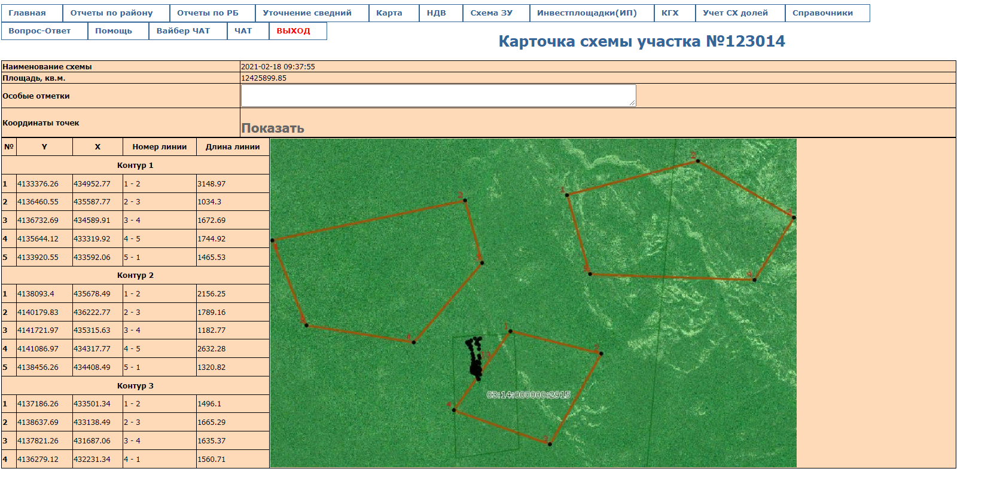 Главная Отчеты по району Отчеты по РБ Уточнение сведний Карта НДВ Схема ЗУ Инвестплощадки(ИП) КГХ Учет СХ долей Справочники
Вопрос-Ответ Помощь Вайбер ЧАТ ЧАТ ВЫХОД
Карточка схемы участка №123014
Наименование схемы 2021-02-18 09:37:55
Площадь, кв.м. 12425899.85
Особые отметки
Координаты точек Показать
№ Y X Номер линии Длина линии
Контур 1
1 4133376.26 434952.77 1 - 2 3148.97
2 4136460.55 435587.77 2 - 3 1034.3
3 4136732.69 434589.91 3 - 4 1672.69
4 4135644.12 433319.92 4 - 5 1744.92
5 4133920.55 433592.06 5 - 1 1465.53
Контур 2
1 4138093.4 435678.49 1 - 2 2156.25
2 4140179.83 436222.77 2 - 3 1789.16
3 4141721.97 435315.63 3 - 4 1182.77
4 4141086.97 434317.77 4 - 5 2632.28
5 4138456.26 434408.49 5 - 1 1320.82
Контур 3
1 4137186.26 433501.34 1 - 2 1496.1
2 4138637.69 433138.49 2 - 3 1665.29
3 4137821.26 431687.06 3 - 4 1635.37
4 4136279.12 432231.34 4 - 1 1560.71
2
1
4
1
2
4
03:14:000000:2915